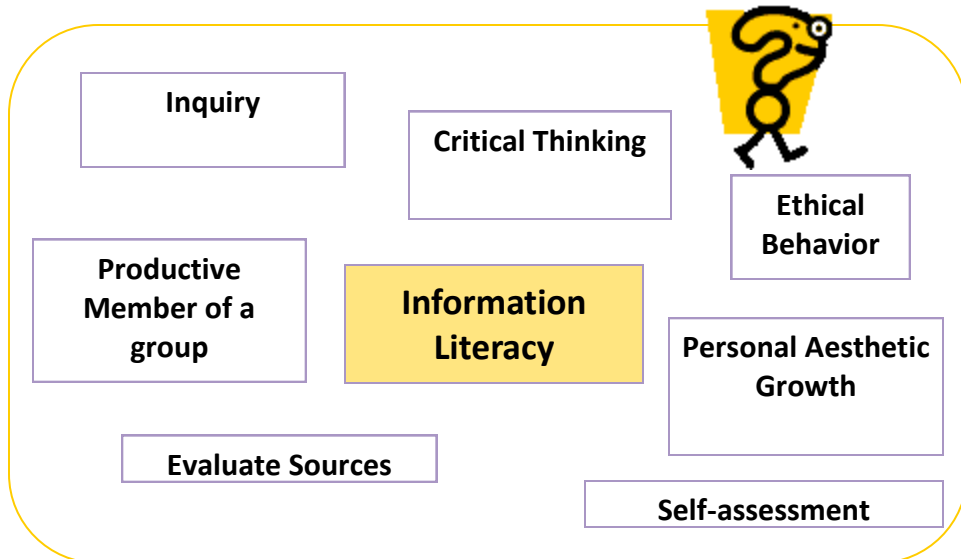 Inquiry
Critical Thinking
Ethical
Behavior
Productive
Member of a
group
Information
Literacy
Personal Aesthetic
Growth
Evaluate Sources
Self-assessment